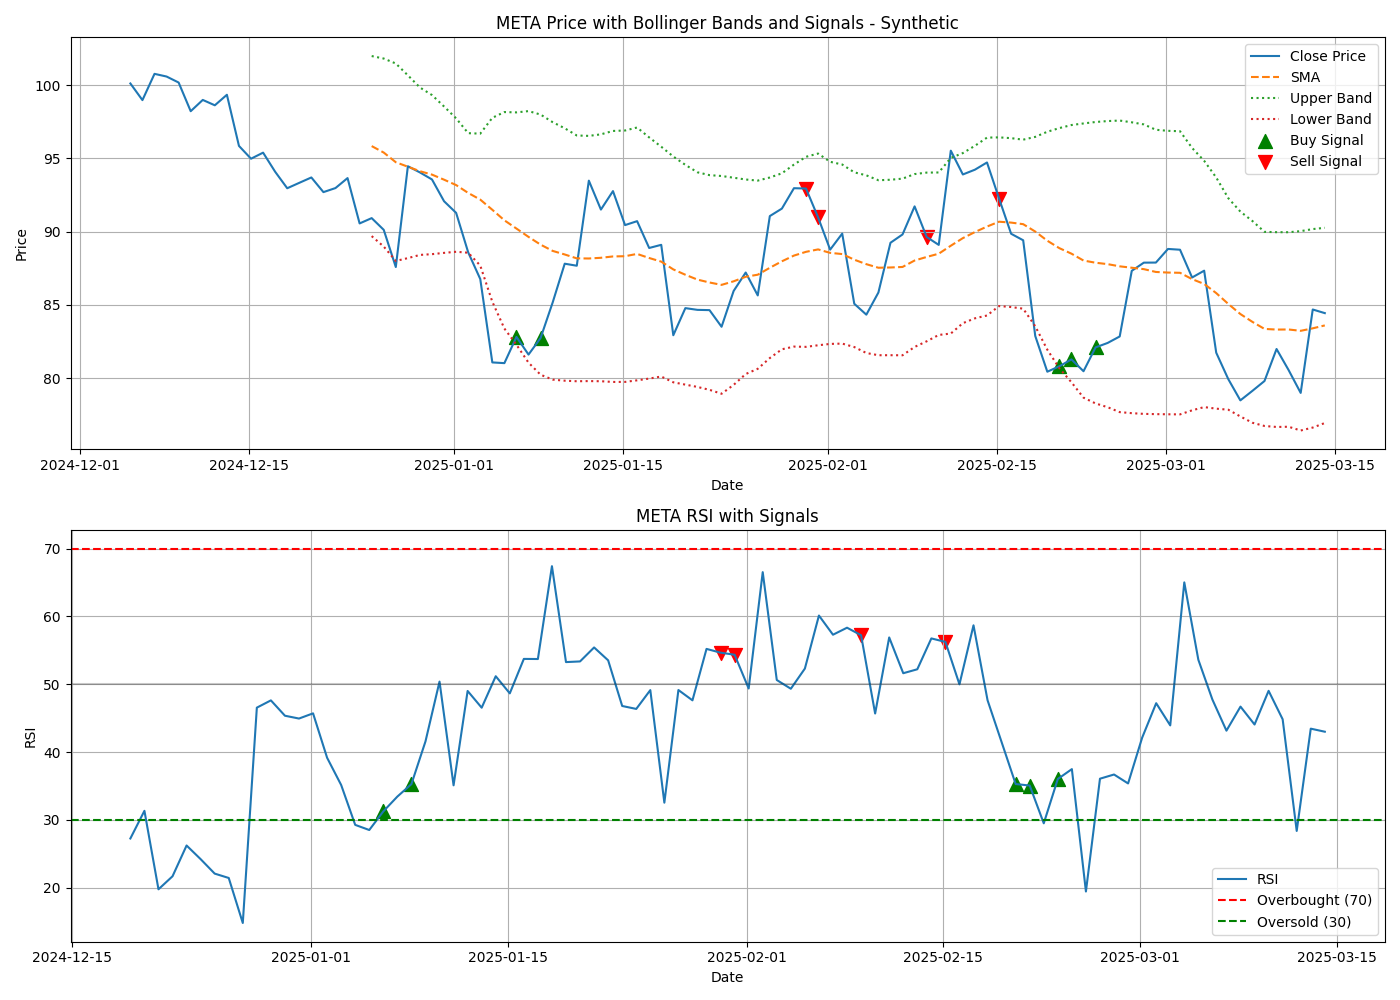 META Price with Bollinger Bands and Signals - Synthetic
Price
100
95
90
85
80
Close Price
SMA
Upper Band
Lower Band
Buy Signal
Sell Signal
2024-12-01
2024-12-15
2025-01-01
2025-01-15
2025-02-01
2025-02-15
2025-03-01
2025-03-15
Date
META RSI with Signals
RSI
70
60
50
40
30
20
RSI
Overbought (70)
Oversold (30)
2024-12-15
2025-01-01
2025-01-15
2025-02-01
2025-02-15
2025-03-01
2025-03-15
Date